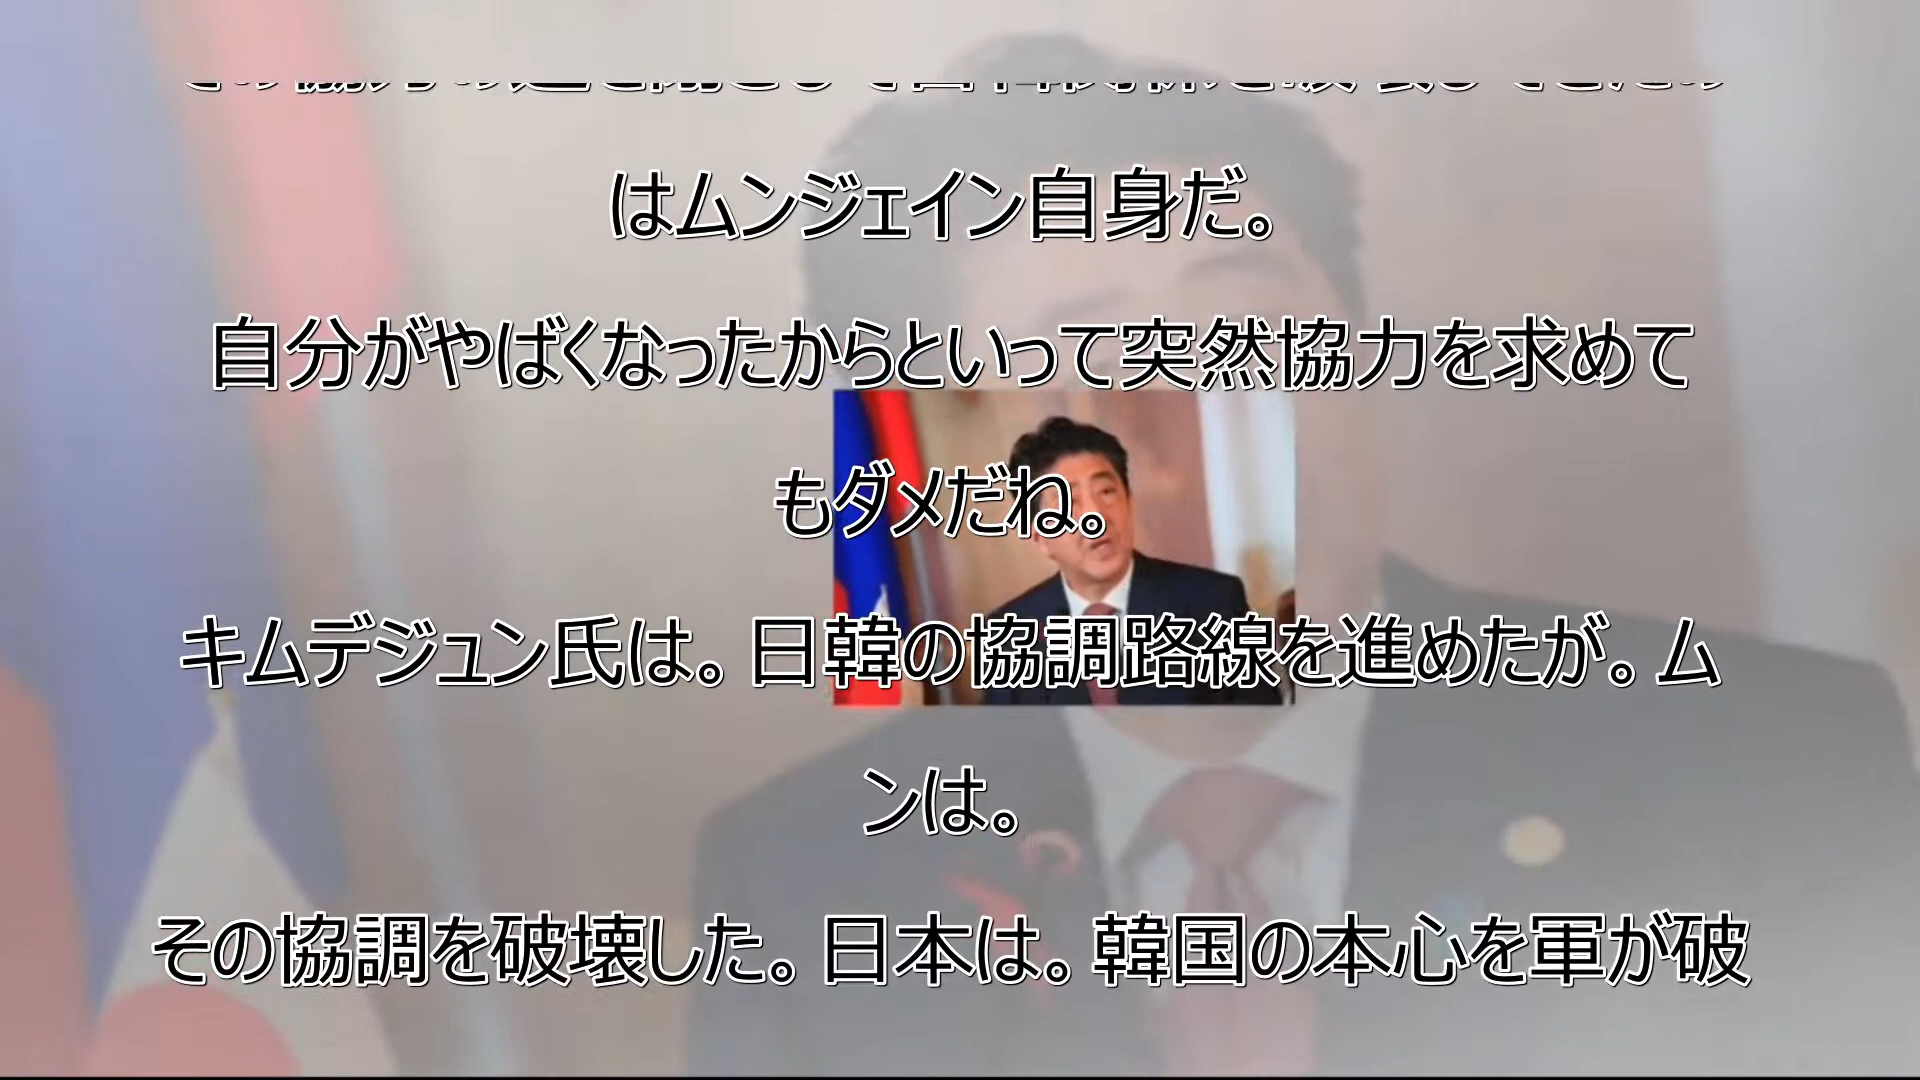 はムンジェイン自身だ。
自分がやばくなったからといって突然協力を求めて
もダメだね。
キムデジュン氏は。日韓の協調路線を進めたが。ム
ンは。
その協調を破壊した。日本は。韓国の本心を軍が破